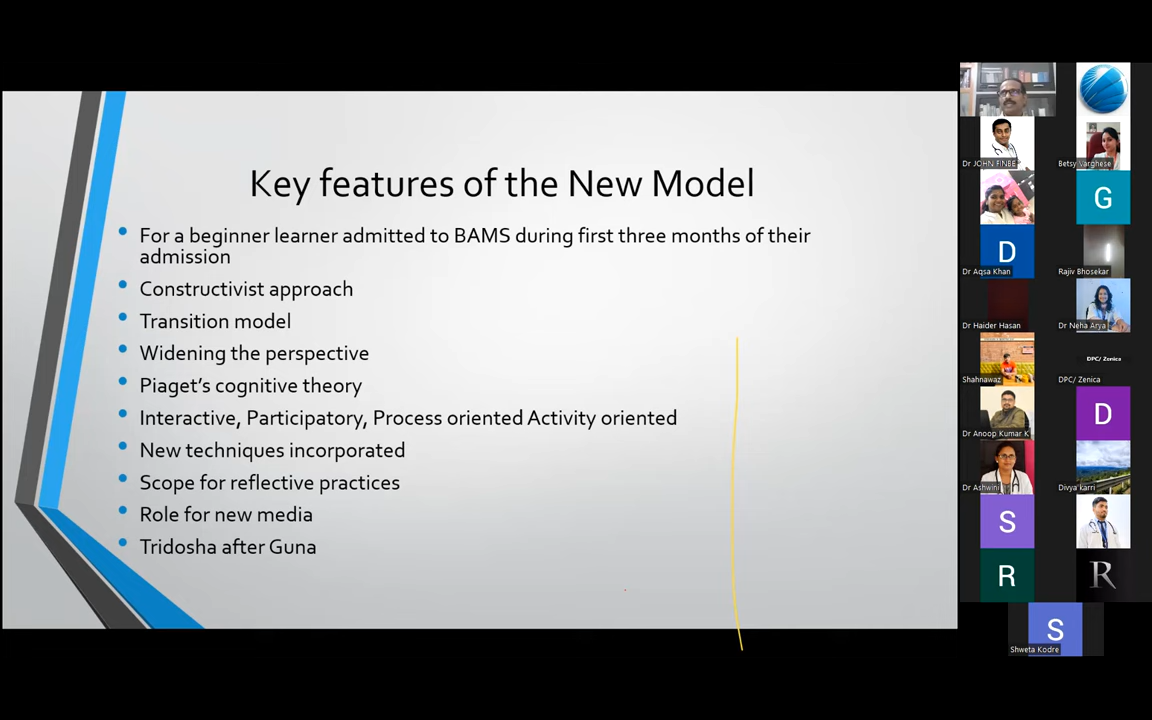 Key features of the New Model
For a beginner learner admitted to BAMS during first three months of their
admission
Constructivist approach
Transition model
Widening the perspective
Piaget's cognitive theory
Interactive, Participatory, Process oriented Activity oriented
New techniques incorporated
Scope for reflective practices
Role for new media
Tridosha after Guna
Dr JOHN FINBE
Betsy Varghese
G
D
Dr Aqsa Khan
Rajiv Bhosekar
Dr Haider Hasan
Dr Neha Arya
Shahnawaz
DPC/ Zenica
DPC/ Zenica
Dr Anoop Kumar K
D
Dr Ashwini
Divya karri
S
R
R
S
Shweta Kodre